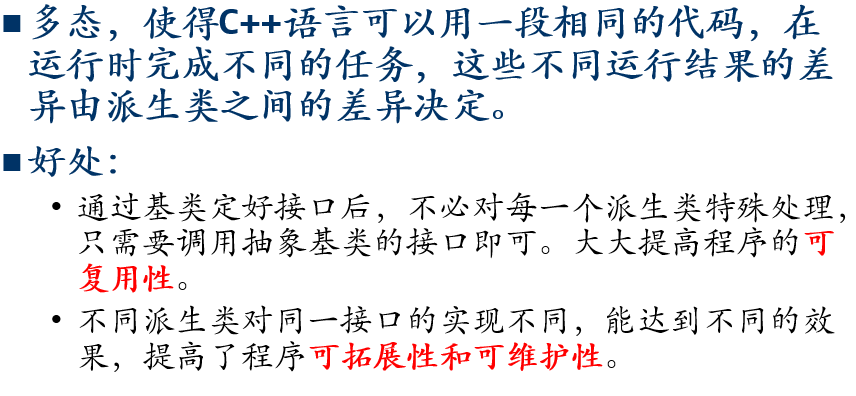 ■多态，使得C++语言可以用一段相同的代码，在
运行时完成不同的任务，这些不同运行结果的差
异由派生类之间的差异决定。
■好处：
• 通过基类定好接口后，不必对每一个派生类特殊处理，
只需要调用抽象基类的接口即可。大大提高程序的可
复用性。
• 不同派生类对同一接口的实现不同，能达到不同的效
果，提高了程序可拓展性和可维护性。